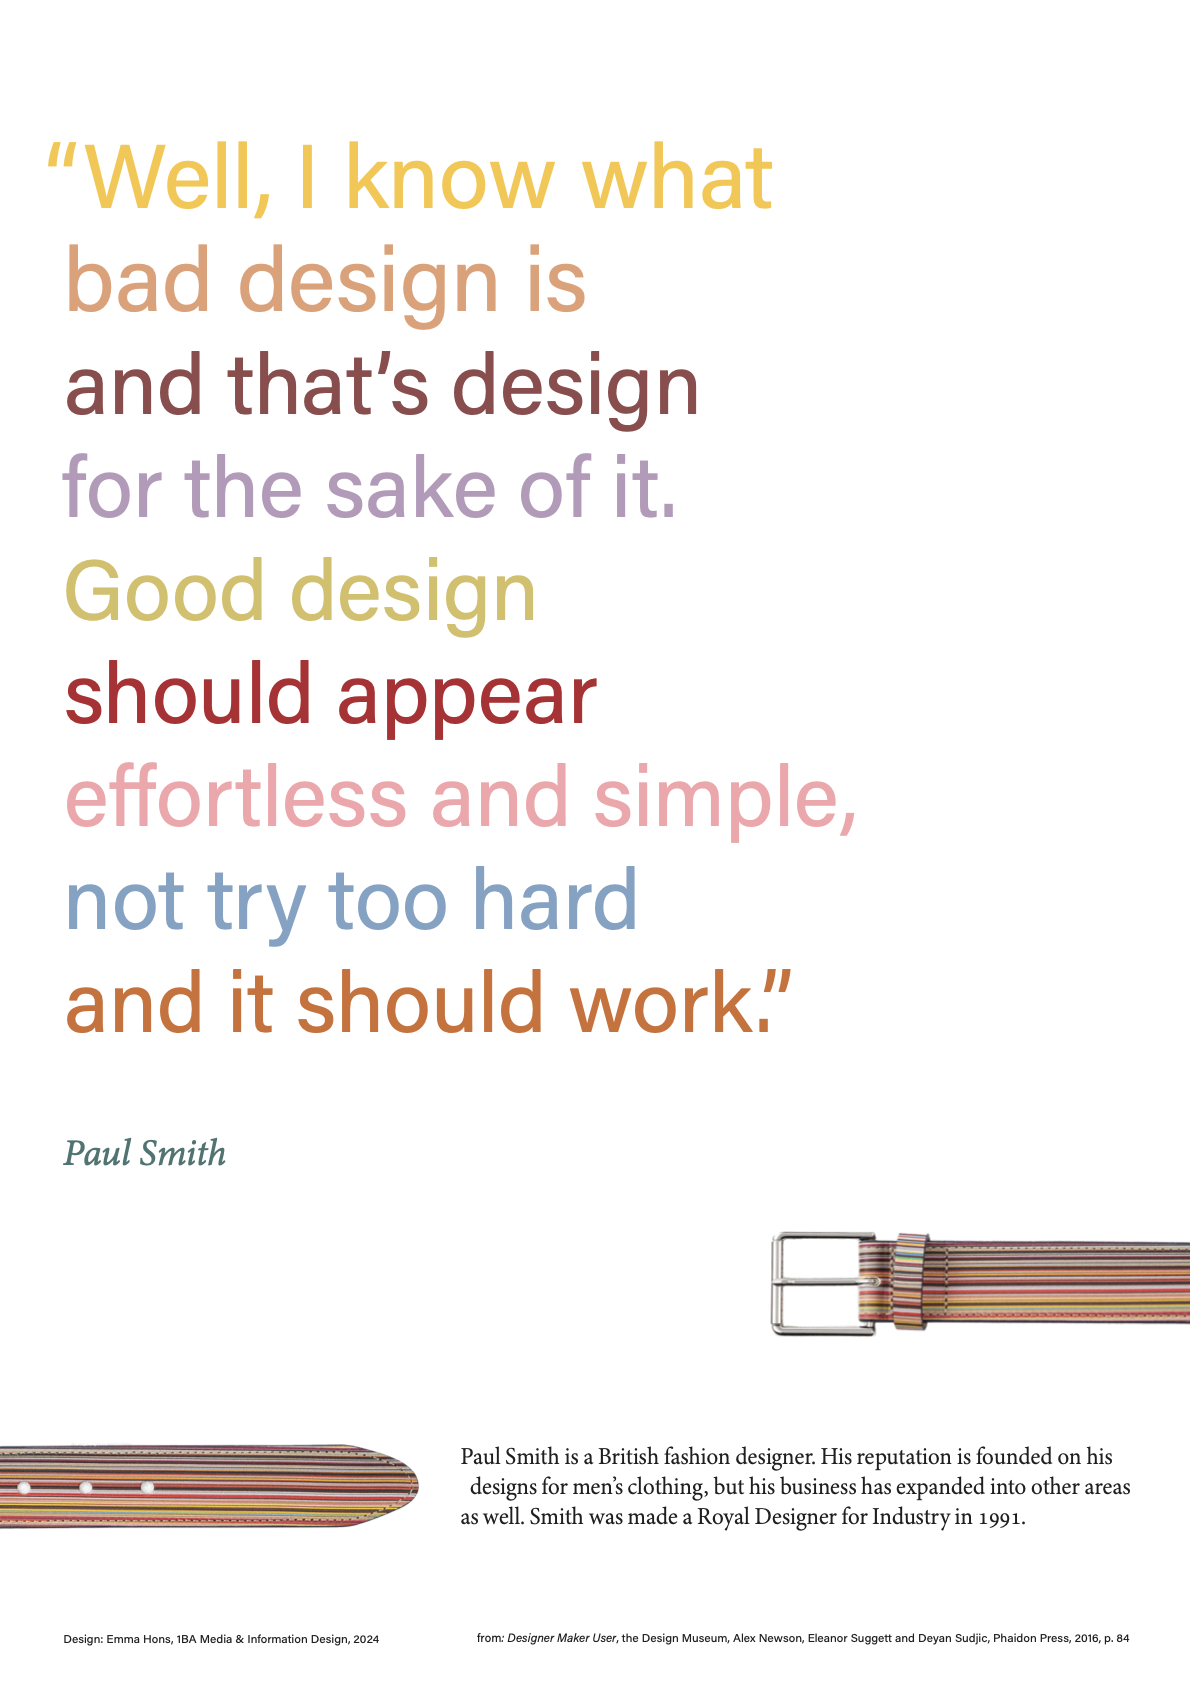 “Well, I know what
bad design is
and that’s design
for the sake of it.
Good design
should appear
effortless and simple,
not try too hard
and it should work.”
Paul Smith
Paul Smith is a British fashion designer. His reputation is founded on his
designs for men’s clothing, but his business has expanded into other areas
as well. Smith was made a Royal Designer for Industry in 1991.
Design: Emma Hons, 1BA Media & Information Design, 2024
from: Designer Maker User, the Design Museum, Alex Newson, Eleanor Suggett and Deyan Sudjic, Phaidon Press, 2016, p. 84